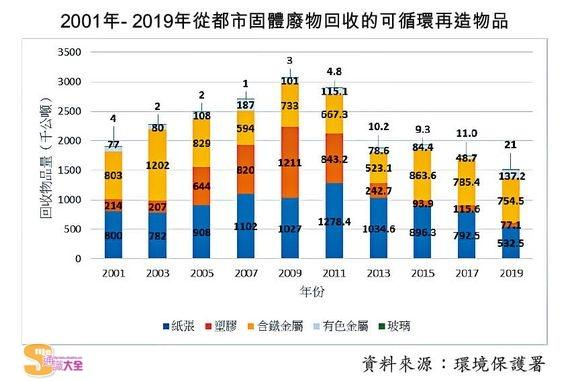 2001年- 2019年從都市固體廢物回收的可循環再造物品
回收物品量（千公噸）
3500
3000
2500
2000
1500
1000
500
0
4 2 2 1 3 4.8 10.2 9.3 11.0 21
77 80 108 187 101 115.1 78.6 84.4 48.7 137.2
803 1202 829 594 733 667.3 523.1 863.6 785.4 754.5
214 207 644 820 1211 843.2 242.7 93.9 115.6 77.1
800 782 908 1102 1027 1278.4 1034.6 896.3 792.5 532.5
2001 2003 2005 2007 2009 2011 2013 2015 2017 2019
年份
紙張 塑膠 含鐵金屬 有色金屬 玻璃
大全
資料來源：環境保護署